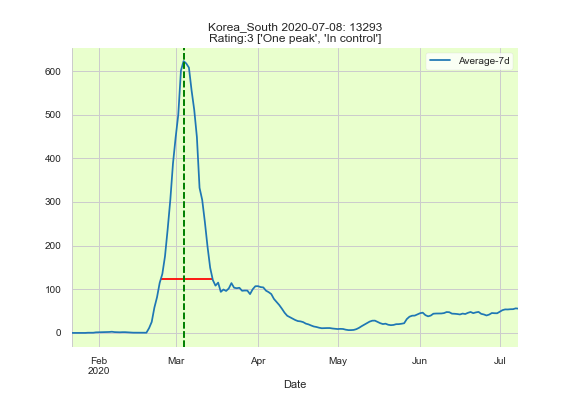 Korea_South 2020-07-08: 13293
Rating:3 ['One peak', 'In control']
Average-7d
600
500
400
300
200
100
0
Feb Mar Apr May Jun Jul
2020
Date